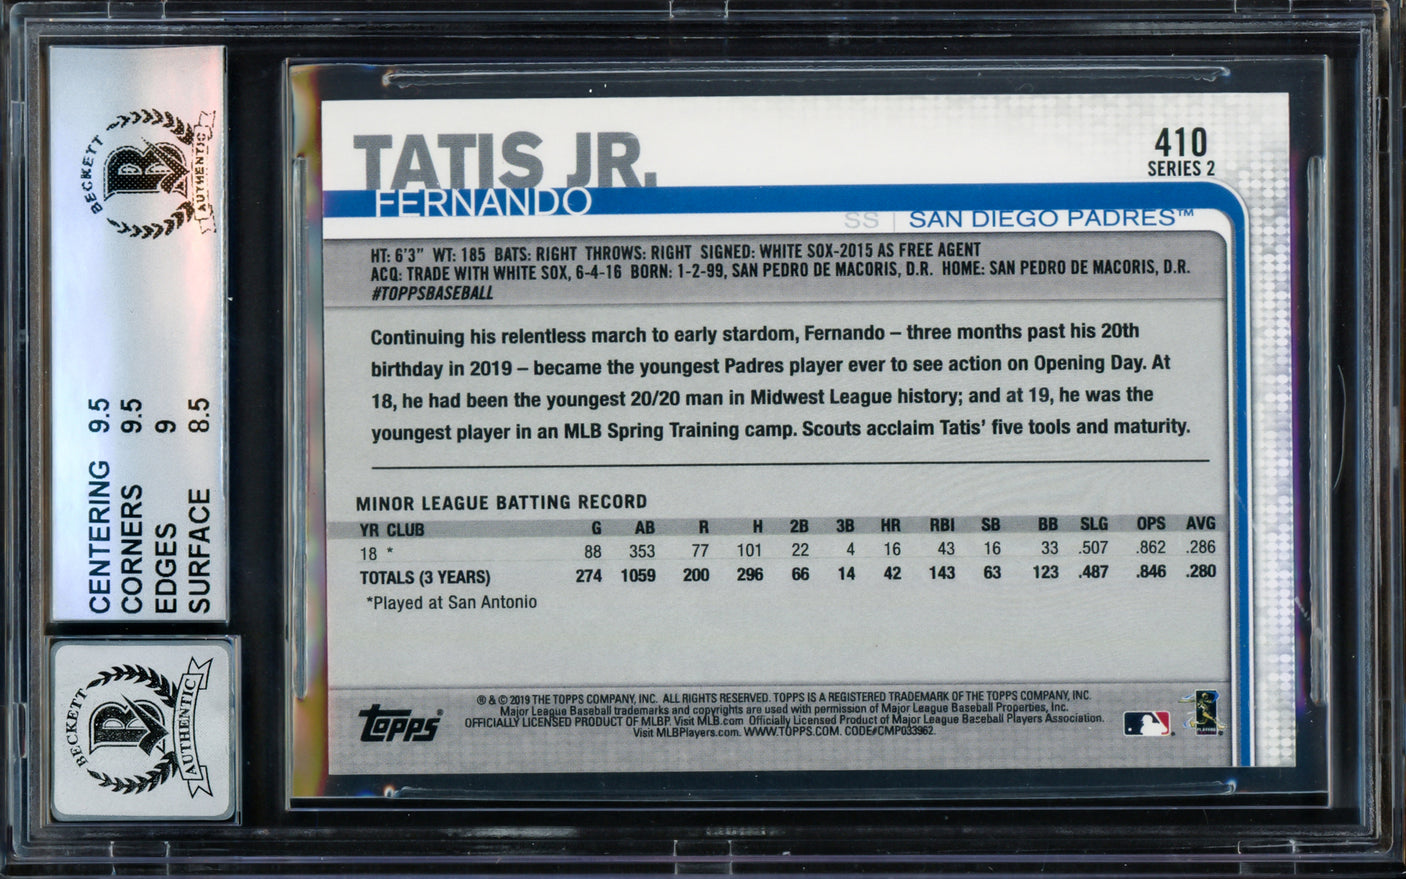 BECKETT
B
AUTHENTIC
CENTERING 9.5
CORNERS 9.5
EDGES 9
SURFACE 8.5
BECKETT
B
AUTHENTIC
TATIS JR.
FERNANDO
410
SERIES 2
SS | SAN DIEGO PADRES™
HT: 6'3" WT: 185 BATS: RIGHT THROWS: RIGHT SIGNED: WHITE SOX-2015 AS FREE AGENT
ACQ: TRADE WITH WHITE SOX, 6-4-16 BORN: 1-2-99, SAN PEDRO DE MACORIS, D.R. HOME: SAN PEDRO DE MACORIS, D.R.
#TOPPSBASEBALL
Continuing his relentless march to early stardom, Fernando – three months past his 20th
birthday in 2019 – became the youngest Padres player ever to see action on Opening Day. At
18, he had been the youngest 20/20 man in Midwest League history; and at 19, he was the
youngest player in an MLB Spring Training camp. Scouts acclaim Tatis' five tools and maturity.
MINOR LEAGUE BATTING RECORD
YR CLUB G AB R H 2B 3B HR RBI SB BB SLG OPS AVG
18 * 88 353 77 101 22 4 16 43 16 33 .507 .862 .286
TOTALS (3 YEARS) 274 1059 200 296 66 14 42 143 63 123 .487 .846 .280
*Played at San Antonio
Topps®
® & © 2019 THE TOPPS COMPANY, INC. ALL RIGHTS RESERVED. TOPPS IS A REGISTERED TRADEMARK OF THE TOPPS COMPANY, INC.
Major League Baseball trademarks and copyrights are used with permission of Major League Baseball Properties, Inc.
OFFICIALLY LICENSED PRODUCT OF MLBP. Visit MLB.com Officially Licensed Product of Major League Baseball Players Association.
Visit MLBPlayers.com. WWW.TOPPS.COM. CODE#CMP033962.
PLAYERS